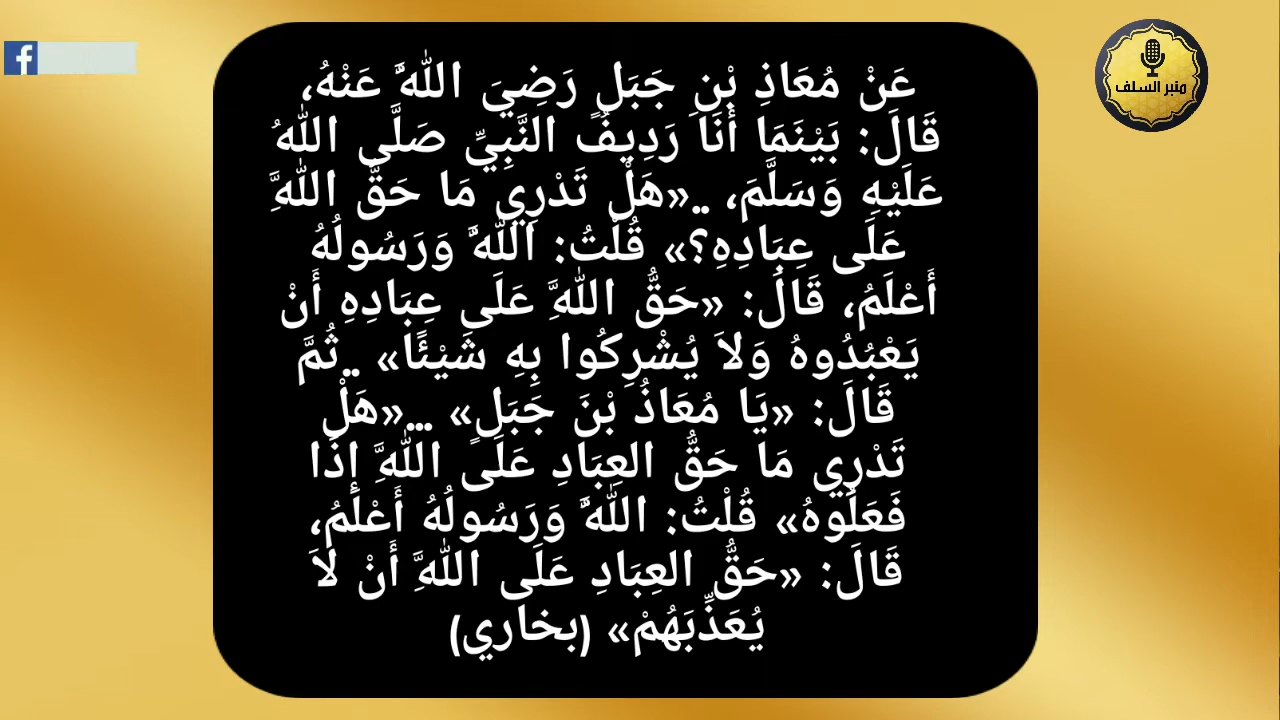 عَنْ مُعَاذِ بْنِ جَبَلٍ رَضِيَ اللَّهُ عَنْهُ،
قَالَ: بَيْنَمَا أَنَا رَدِيفُ النَّبِيِّ صَلَّى اللهُ
عَلَيْهِ وَسَلَّمَ، ..«هَلْ تَدْرِي مَا حَقُّ اللَّهِ
عَلَى عِبَادِهِ؟» قُلْتُ: اللَّهُ وَرَسُولُهُ
أَعْلَمُ، قَالَ: «حَقُّ اللَّهِ عَلَى عِبَادِهِ أَنْ
يَعْبُدُوهُ وَلاَ يُشْرِكُوا بِهِ شَيْئًا» ..ثُمَّ
قَالَ: «يَا مُعَاذُ بْنَ جَبَلٍ» ...«هَلْ
تَدْرِي مَا حَقُّ العِبَادِ عَلَى اللَّهِ إِذَا
فَعَلُوهُ» قُلْتُ: اللَّهُ وَرَسُولُهُ أَعْلَمُ،
قَالَ: «حَقُّ العِبَادِ عَلَى اللَّهِ أَنْ لاَ
يُعَذِّبَهُمْ» (بخاري)
منبر السلف
f